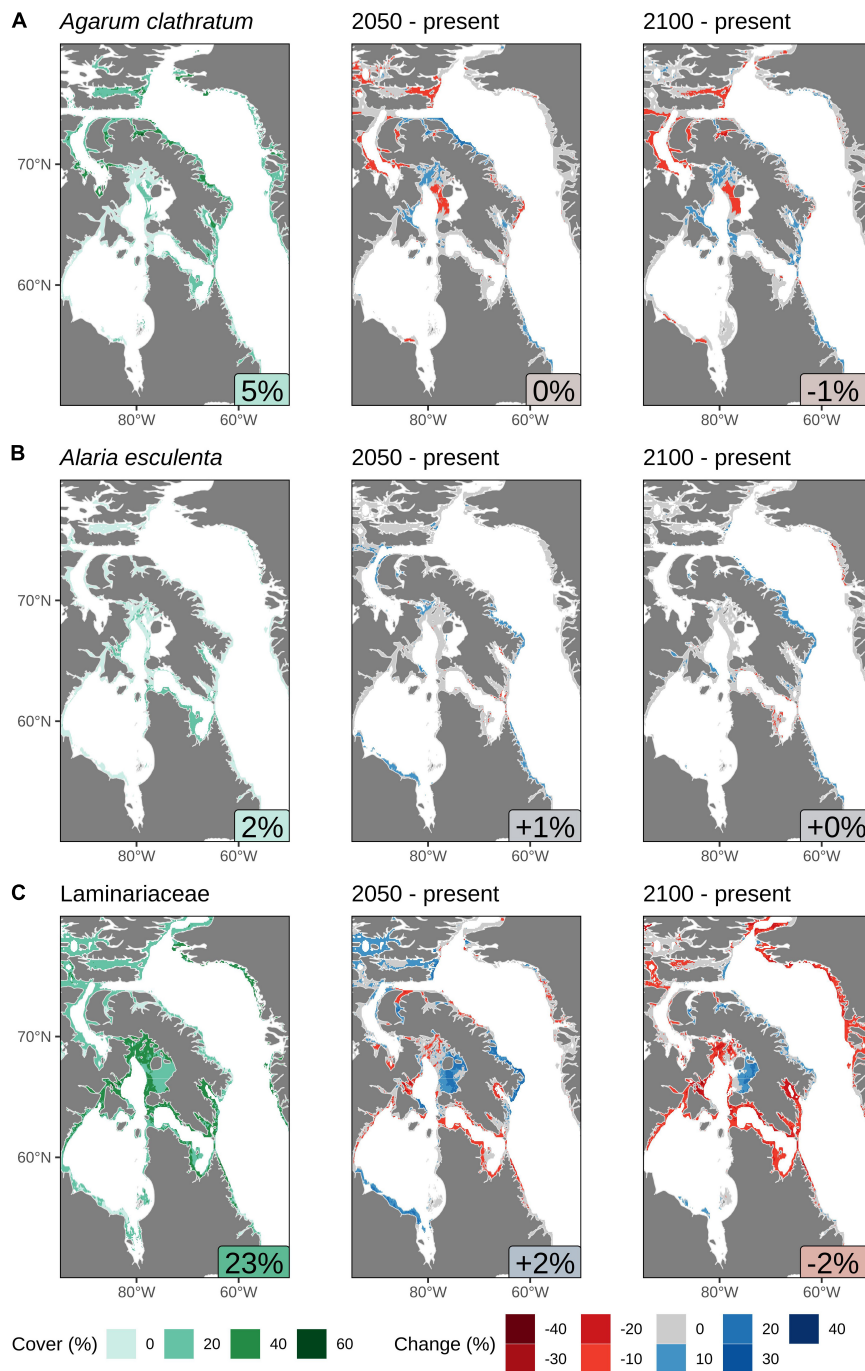 A Agarum clathratum 2050 - present 2100 - present
70°N
60°N
5% 0% -1%
80°W 60°W 80°W 60°W 80°W 60°W
B Alaria esculenta 2050 - present 2100 - present
70°N
60°N
2% +1% +0%
80°W 60°W 80°W 60°W 80°W 60°W
C Laminariaceae 2050 - present 2100 - present
70°N
60°N
23% +2% -2%
80°W 60°W 80°W 60°W 80°W 60°W
Cover (%) 0 20 40 60 Change (%) -40 -20 0 20 40
-30 -10 10 30